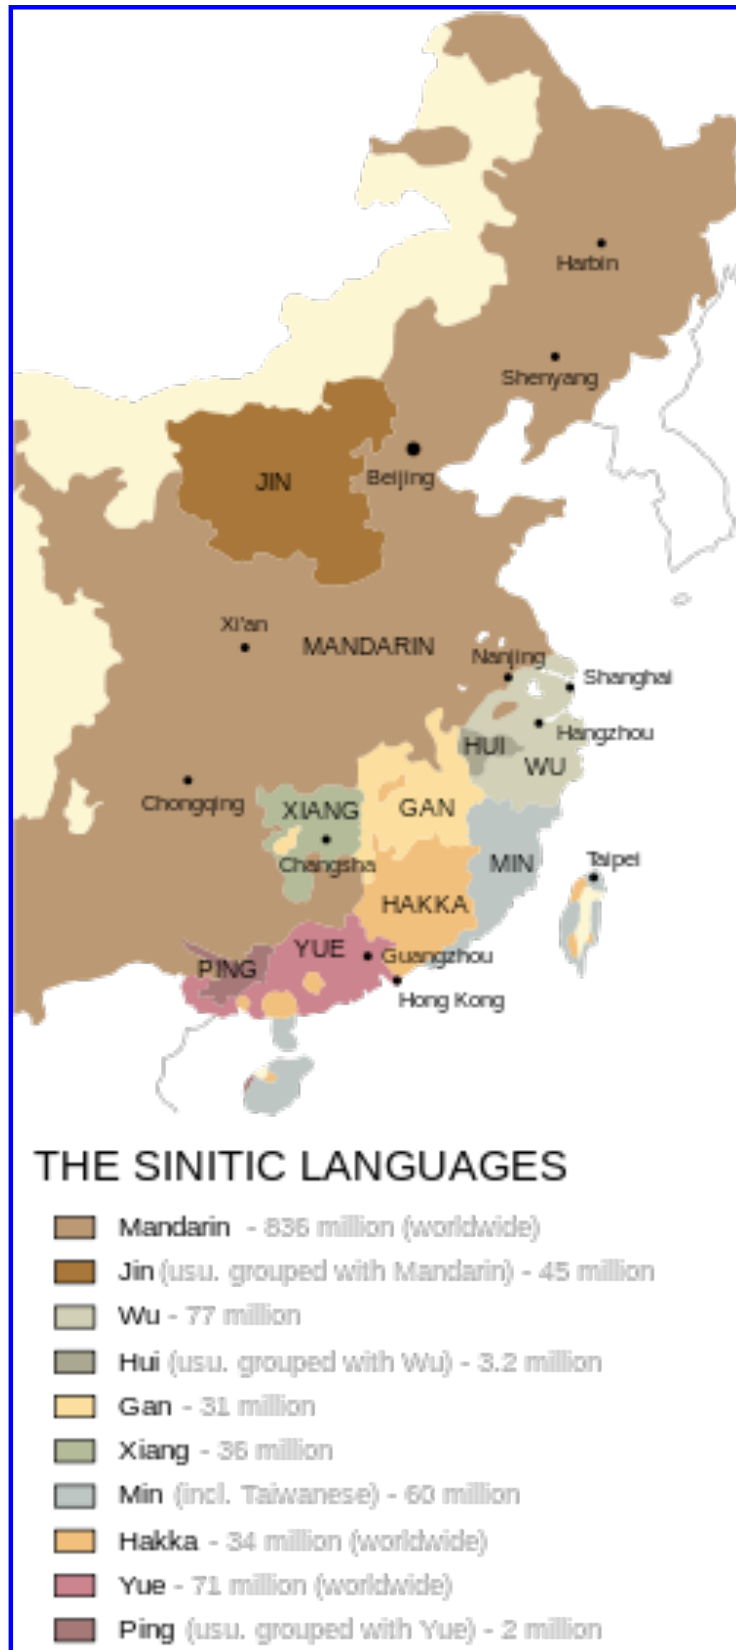 Harbin
Shenyang
JIN
Beijing
Xi'an
MANDARIN
Nanjing
Shanghai
Hangzhou
HUI
WU
Chongqing
XIANG
GAN
Changsha
MIN
Taipei
HAKKA
YUE
Guangzhou
PING
Hong Kong
THE SINITIC LANGUAGES
Mandarin - 836 million (worldwide)
Jin (usu. grouped with Mandarin) - 45 million
Wu - 77 million
Hui (usu. grouped with Wu) - 3.2 million
Gan - 31 million
Xiang - 36 million
Min (incl. Taiwanese) - 60 million
Hakka - 34 million (worldwide)
Yue - 71 million (worldwide)
Ping (usu. grouped with Yue) - 2 million